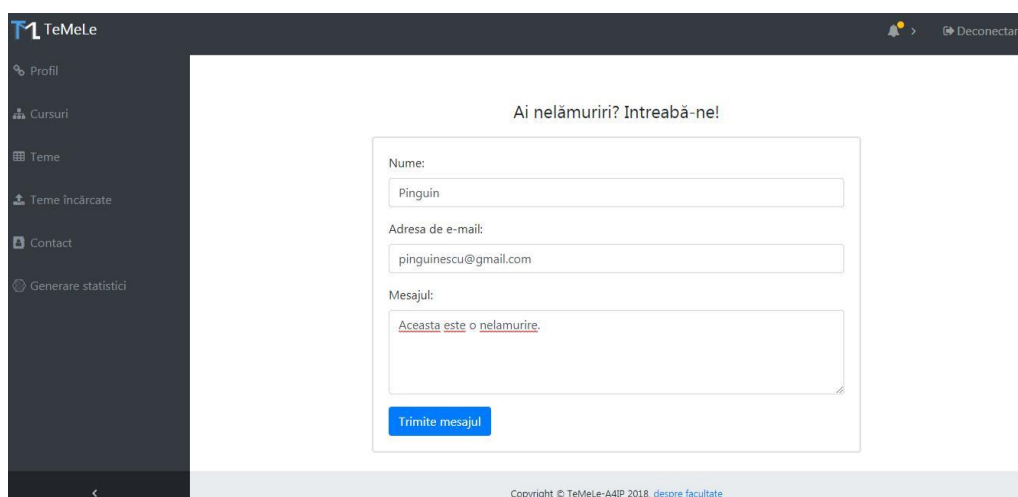 TeMeLe
Deconectar
Profil
Cursuri
Teme
Teme încărcate
Contact
Generare statistici
Ai nelămuriri? Intreabă-ne!
Nume:
Pinguin
Adresa de e-mail:
pinguinescu@gmail.com
Mesajul:
Aceasta este o nelamurire.
Trimite mesajul
Copyright © TeMeLe-A4IP 2018 despre facultate